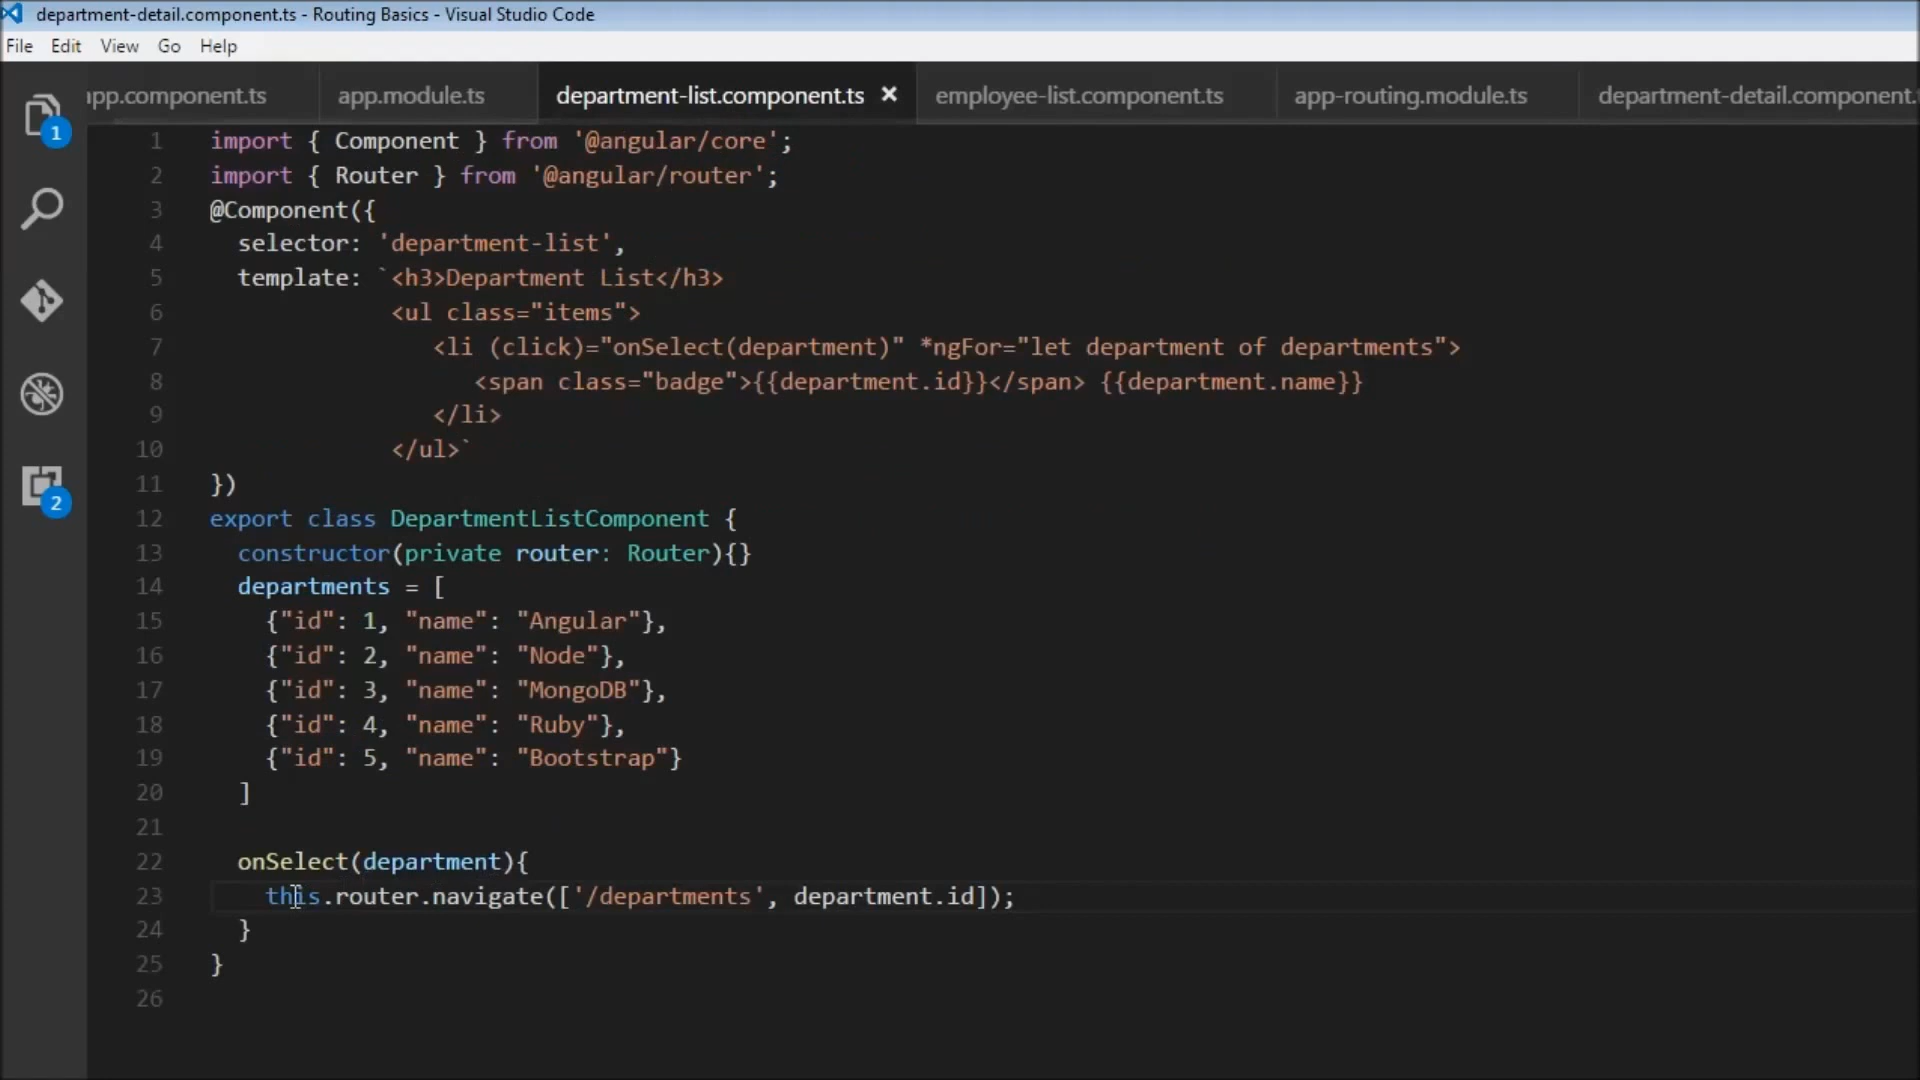 department-detail.component.ts - Routing Basics - Visual Studio Code
File Edit View Go Help
app.component.ts app.module.ts department-list.component.ts × employee-list.component.ts app-routing.module.ts department-detail.component.t
1 import { Component } from '@angular/core';
2 import { Router } from '@angular/router';
3 @Component({
4 selector: 'department-list',
5 template: `<h3>Department List</h3>
6 <ul class="items">
7 <li (click)="onSelect(department)" *ngFor="let department of departments">
8 <span class="badge">{{department.id}}</span> {{department.name}}
9 </li>
10 </ul>`
11 })
12 export class DepartmentListComponent {
13 constructor(private router: Router){}
14 departments = [
15 {"id": 1, "name": "Angular"},
16 {"id": 2, "name": "Node"},
17 {"id": 3, "name": "MongoDB"},
18 {"id": 4, "name": "Ruby"},
19 {"id": 5, "name": "Bootstrap"}
20 ]
21
22 onSelect(department){
23 this.router.navigate(['/departments', department.id]);
24 }
25 }
26
1
2